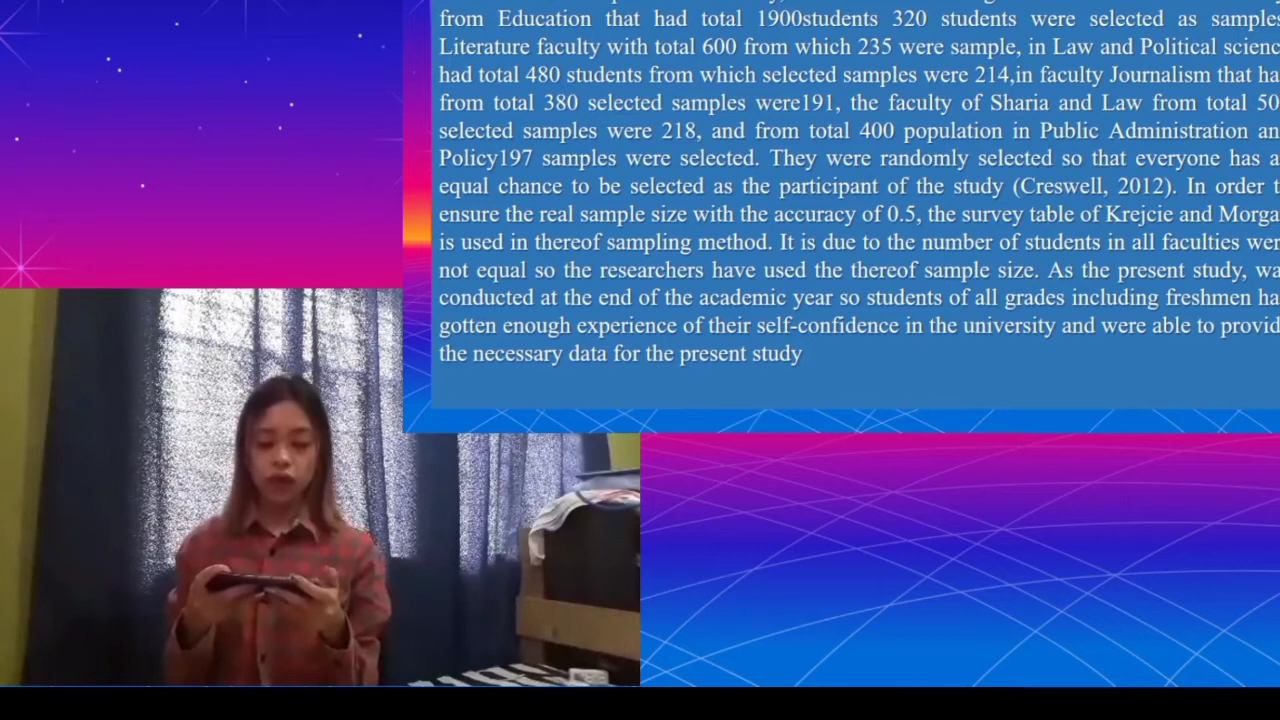 from Education that had total 1900students 320 students were selected as samples
Literature faculty with total 600 from which 235 were sample, in Law and Political scienc
had total 480 students from which selected samples were 214,in faculty Journalism that ha
from total 380 selected samples were191, the faculty of Sharia and Law from total 50
selected samples were 218, and from total 400 population in Public Administration an
Policy197 samples were selected. They were randomly selected so that everyone has a
equal chance to be selected as the participant of the study (Creswell, 2012). In order t
ensure the real sample size with the accuracy of 0.5, the survey table of Krejcie and Morga
is used in thereof sampling method. It is due to the number of students in all faculties wer
not equal so the researchers have used the thereof sample size. As the present study, wa
conducted at the end of the academic year so students of all grades including freshmen ha
gotten enough experience of their self-confidence in the university and were able to provid
the necessary data for the present study